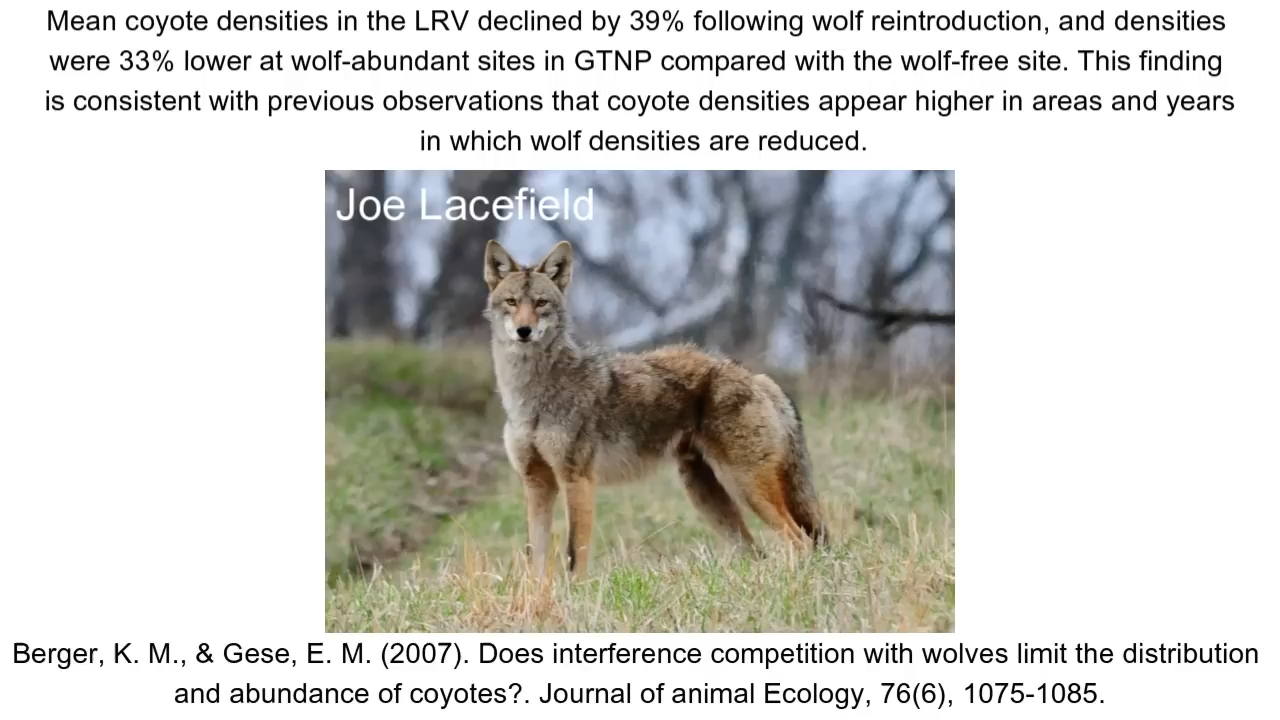 Mean coyote densities in the LRV declined by 39% following wolf reintroduction, and densities
were 33% lower at wolf-abundant sites in GTNP compared with the wolf-free site. This finding
is consistent with previous observations that coyote densities appear higher in areas and years
in which wolf densities are reduced.
Joe Lacefield
Berger, K. M., & Gese, E. M. (2007). Does interference competition with wolves limit the distribution
and abundance of coyotes?. Journal of animal Ecology, 76(6), 1075-1085.